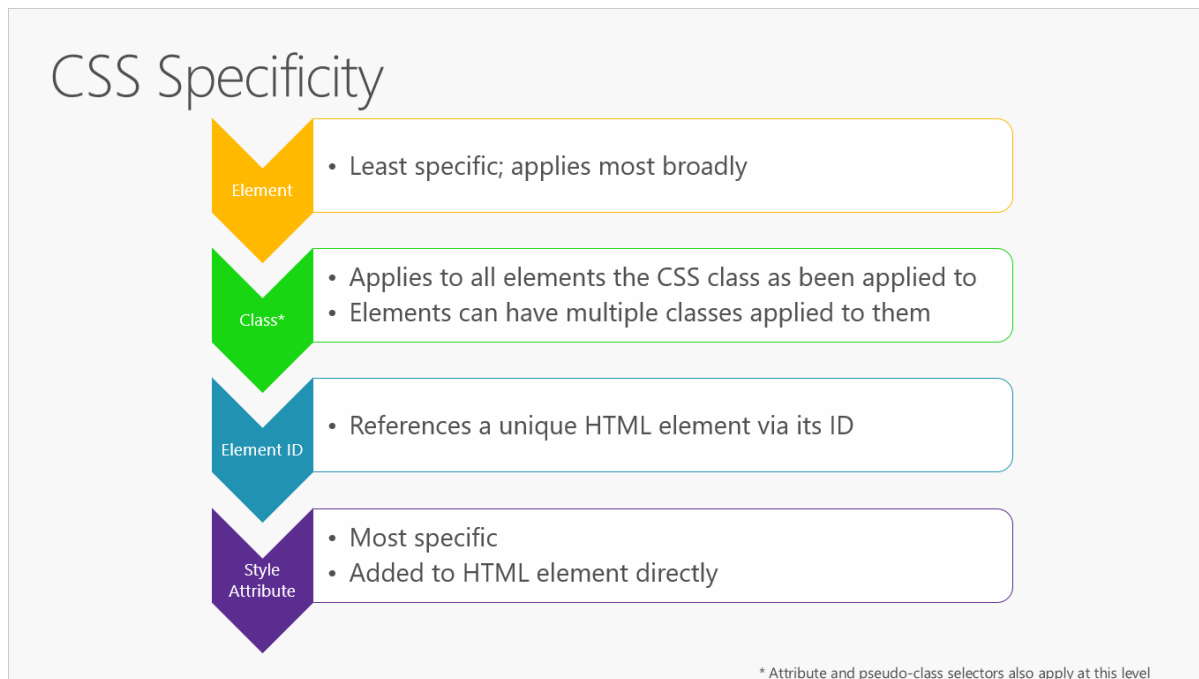 CSS Specificity
Element
• Least specific; applies most broadly
Class*
• Applies to all elements the CSS class as been applied to
• Elements can have multiple classes applied to them
Element ID
• References a unique HTML element via its ID
Style
Attribute
• Most specific
• Added to HTML element directly
* Attribute and pseudo-class selectors also apply at this level